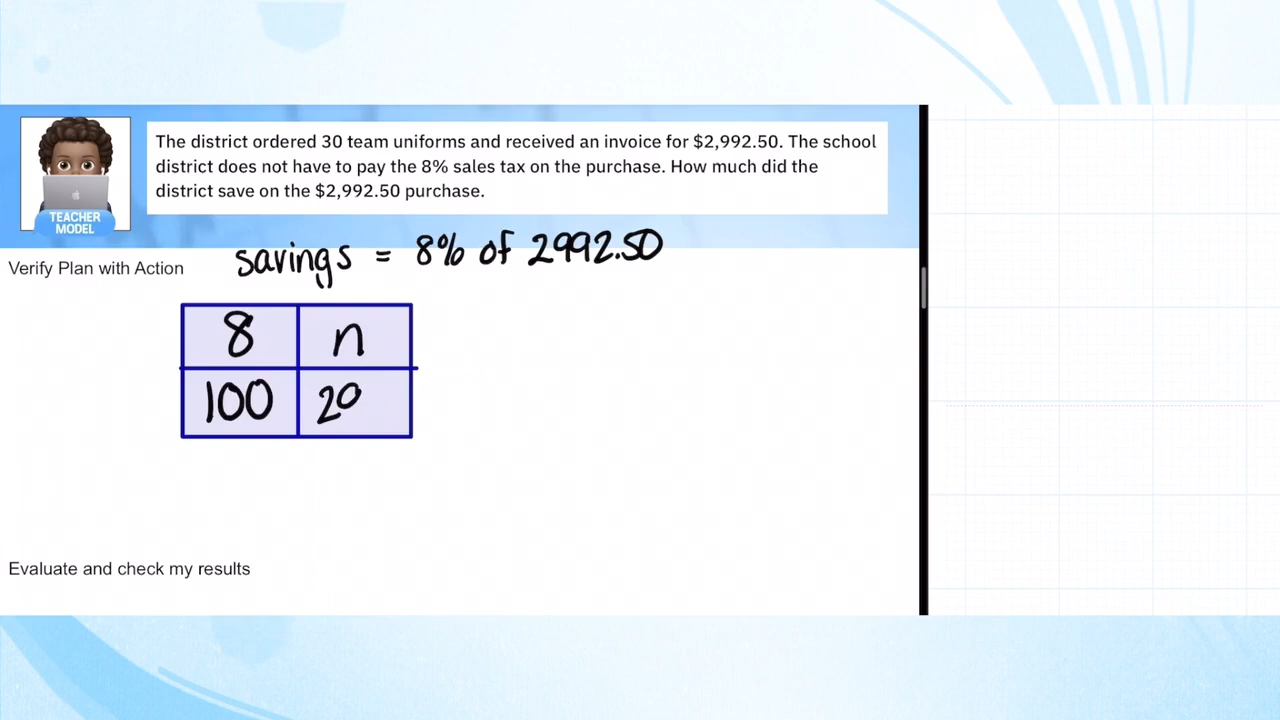 The district ordered 30 team uniforms and received an invoice for $2,992.50. The school
district does not have to pay the 8% sales tax on the purchase. How much did the
district save on the $2,992.50 purchase.
TEACHER
MODEL
savings = 8% of 2992.50
Verify Plan with Action
8 n
100 20
Evaluate and check my results